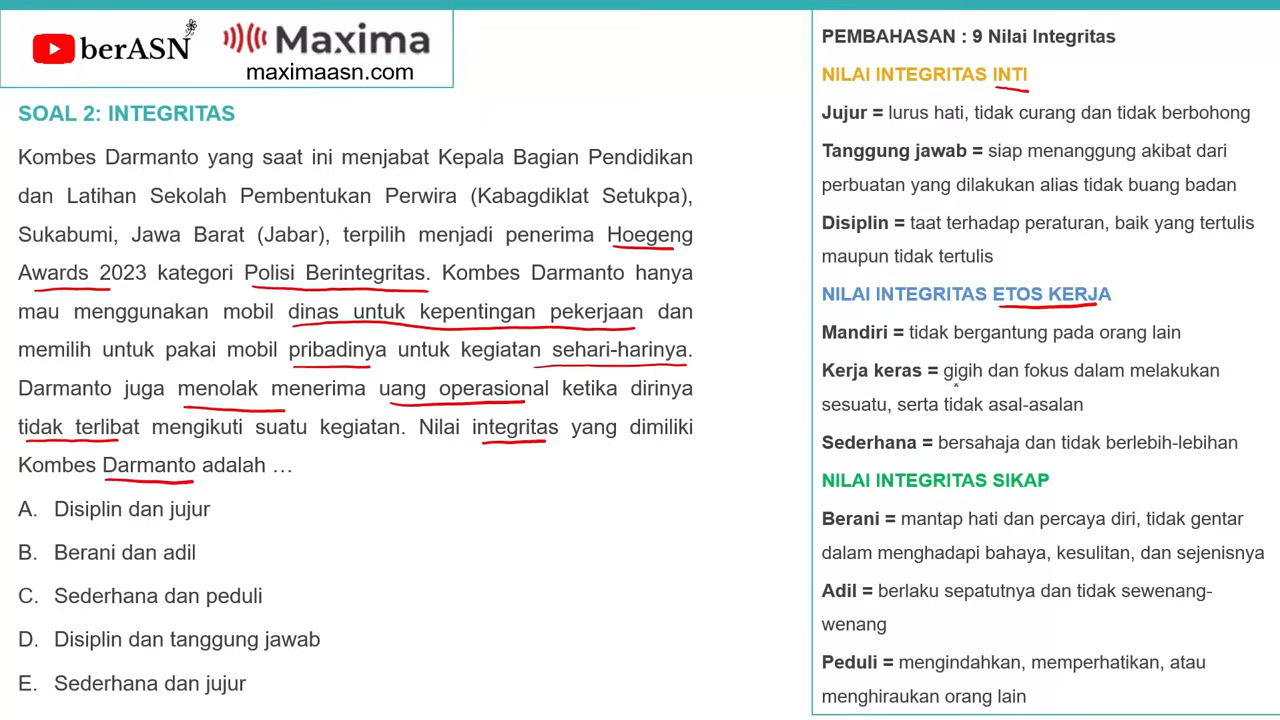 berASN
Maxima
maximaasn.com
SOAL 2: INTEGRITAS
Kombes Darmanto yang saat ini menjabat Kepala Bagian Pendidikan
dan Latihan Sekolah Pembentukan Perwira (Kabagdiklat Setukpa),
Sukabumi, Jawa Barat (Jabar), terpilih menjadi penerima Hoegeng
Awards 2023 kategori Polisi Berintegritas. Kombes Darmanto hanya
mau menggunakan mobil dinas untuk kepentingan pekerjaan dan
memilih untuk pakai mobil pribadinya untuk kegiatan sehari-harinya.
Darmanto juga menolak menerima uang operasional ketika dirinya
tidak terlibat mengikuti suatu kegiatan. Nilai integritas yang dimiliki
Kombes Darmanto adalah …
A. Disiplin dan jujur
B. Berani dan adil
C. Sederhana dan peduli
D. Disiplin dan tanggung jawab
E. Sederhana dan jujur
PEMBAHASAN : 9 Nilai Integritas
NILAI INTEGRITAS INTI
Jujur = lurus hati, tidak curang dan tidak berbohong
Tanggung jawab = siap menanggung akibat dari
perbuatan yang dilakukan alias tidak buang badan
Disiplin = taat terhadap peraturan, baik yang tertulis
maupun tidak tertulis
NILAI INTEGRITAS ETOS KERJA
Mandiri = tidak bergantung pada orang lain
Kerja keras = gigih dan fokus dalam melakukan
sesuatu, serta tidak asal-asalan
Sederhana = bersahaja dan tidak berlebih-lebihan
NILAI INTEGRITAS SIKAP
Berani = mantap hati dan percaya diri, tidak gentar
dalam menghadapi bahaya, kesulitan, dan sejenisnya
Adil = berlaku sepatutnya dan tidak sewenang-
wenang
Peduli = mengindahkan, memperhatikan, atau
menghiraukan orang lain